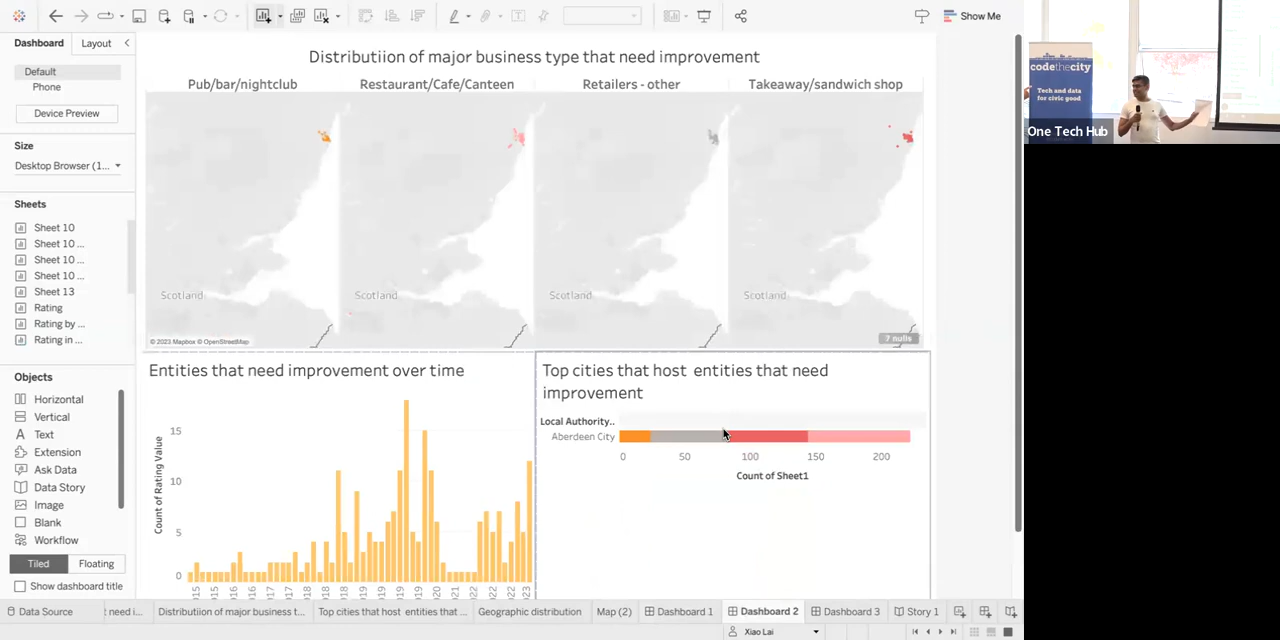 Show Me
Dashboard
Layout
Default
Phone
Device Preview
Size
Desktop Browser (1...
Sheets
Sheet 10
Sheet 10 ...
Sheet 10 ...
Sheet 10 ...
Sheet 13
Rating
Rating by ...
Rating in ...
Objects
Horizontal
Vertical
Text
Extension
Ask Data
Data Story
Image
Blank
Workflow
Tiled
Floating
Show dashboard title
Distributiion of major business type that need improvement
Pub/bar/nightclub
Restaurant/Cafe/Canteen
Retailers - other
Takeaway/sandwich shop
Scotland
Scotland
Scotland
Scotland
© 2023 Mapbox © OpenStreetMap
7 nulls
Entities that need improvement over time
Count of Rating Value
15
10
5
0
Top cities that host entities that need
improvement
Local Authority..
Aberdeen City
0 50 100 150 200
Count of Sheet1
codethecity
Tech and data
for civic good
One Tech Hub
Data Source
t need i...
Distributiion of major business t...
Top cities that host entities that ...
Geographic distribution
Map (2)
Dashboard 1
Dashboard 2
Dashboard 3
Story 1
Xiao Lai